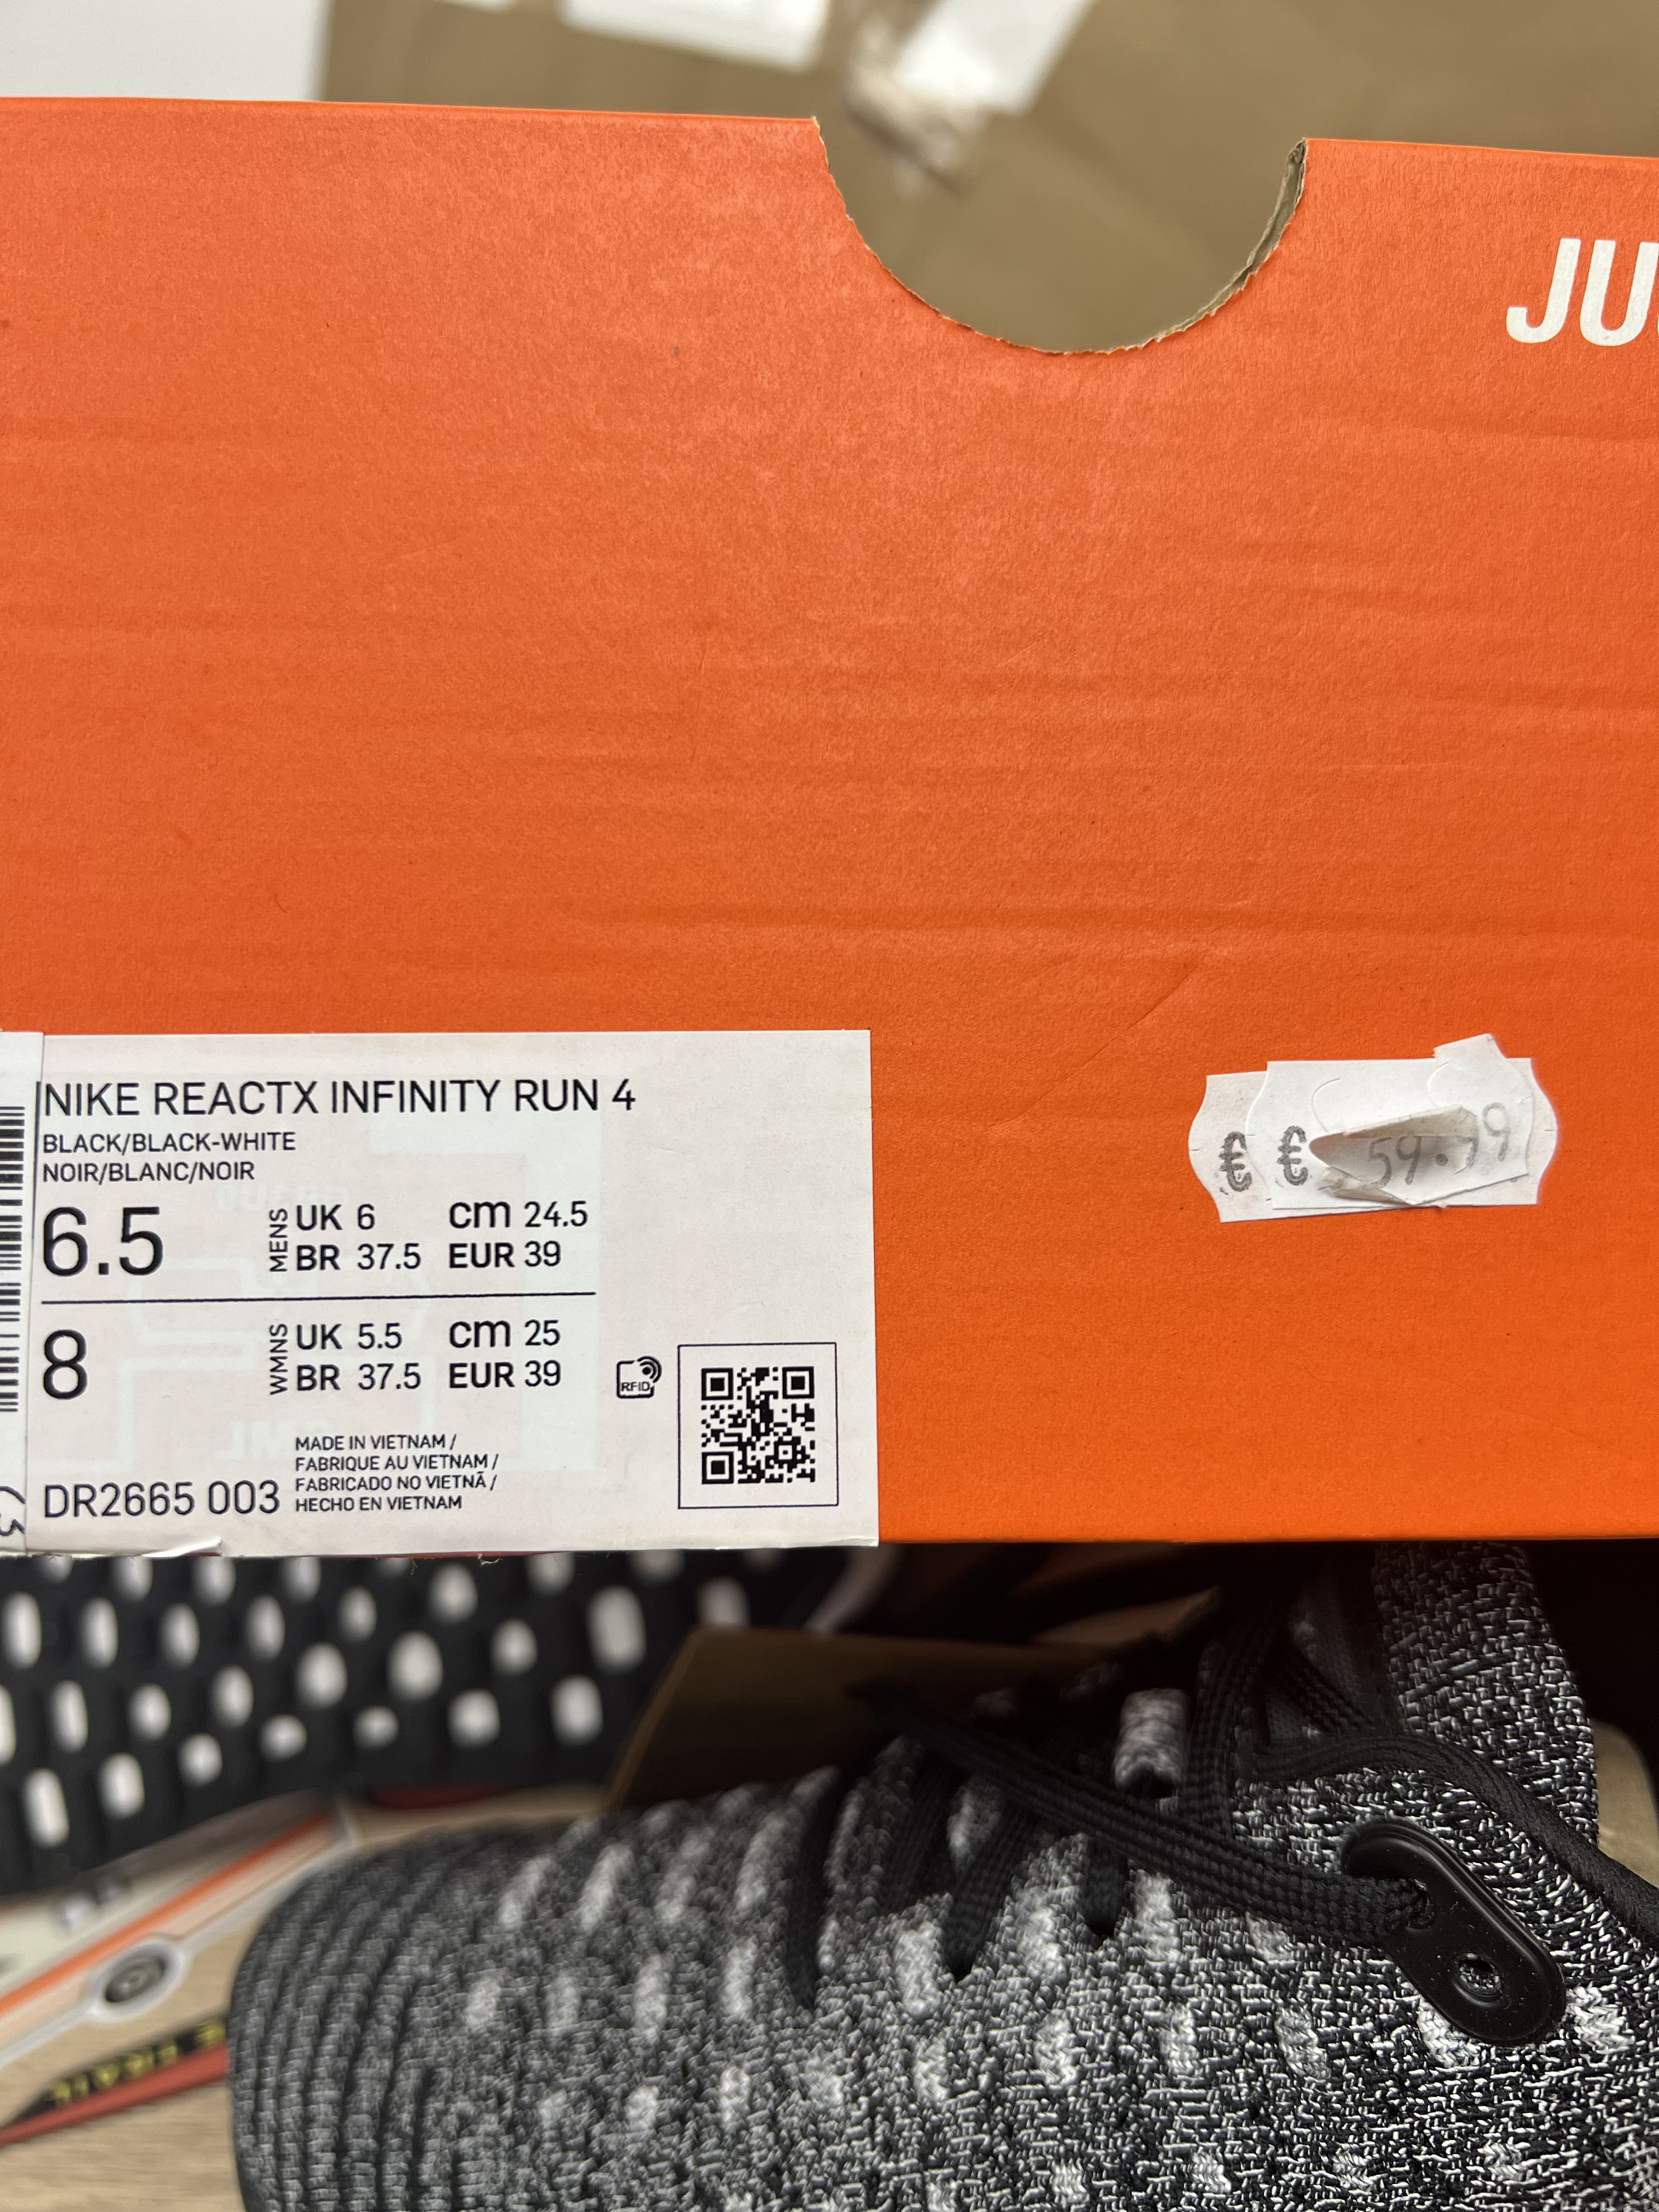 JU
NIKE REACTX INFINITY RUN 4
BLACK/BLACK-WHITE
NOIR/BLANC/NOIR
6.5 MENS UK 6 cm 24.5
BR 37.5 EUR 39
8 WMNS UK 5.5 cm 25
BR 37.5 EUR 39
RFID
MADE IN VIETNAM /
FABRIQUE AU VIETNAM /
FABRICADO NO VIETNÃ /
HECHO EN VIETNAM
DR2665 003
€ € 59.99
TRAIL